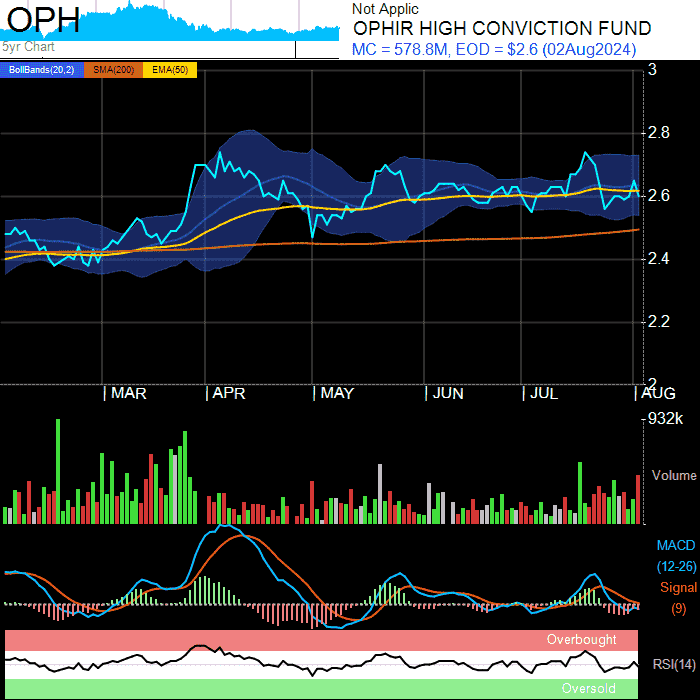 OPH
Not Applic
OPHIR HIGH CONVICTION FUND
5yr Chart
MC = 578.8M, EOD = $2.6 (02Aug2024)
BollBands(20,2) SMA(200) EMA(50)
3
2.8
2.6
2.4
2.2
2
MAR APR MAY JUN JUL AUG
932k
Volume
MACD
(12-26)
Signal
(9)
Overbought
RSI(14)
Oversold